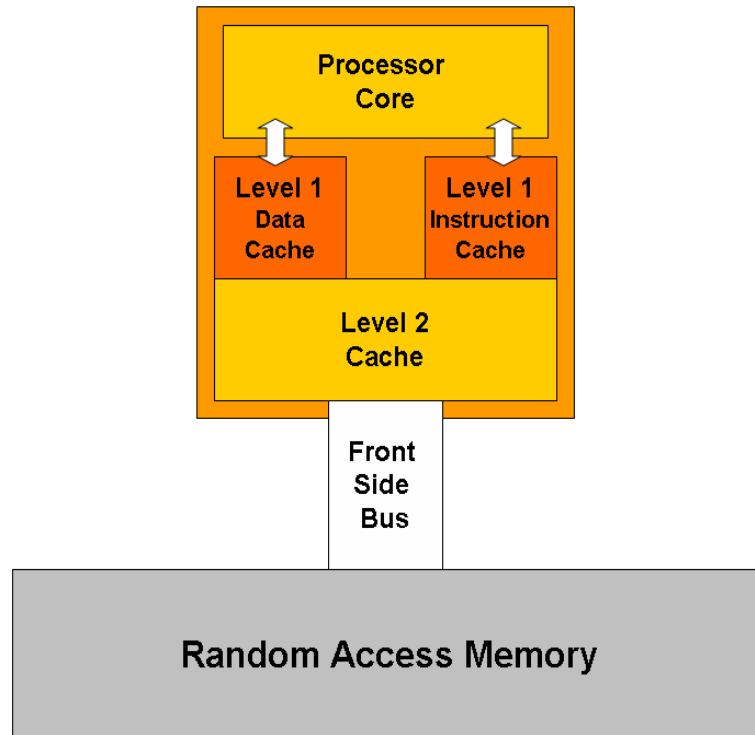 Processor
Core
Level 1
Data
Cache
Level 1
Instruction
Cache
Level 2
Cache
Front
Side
Bus
Random Access Memory